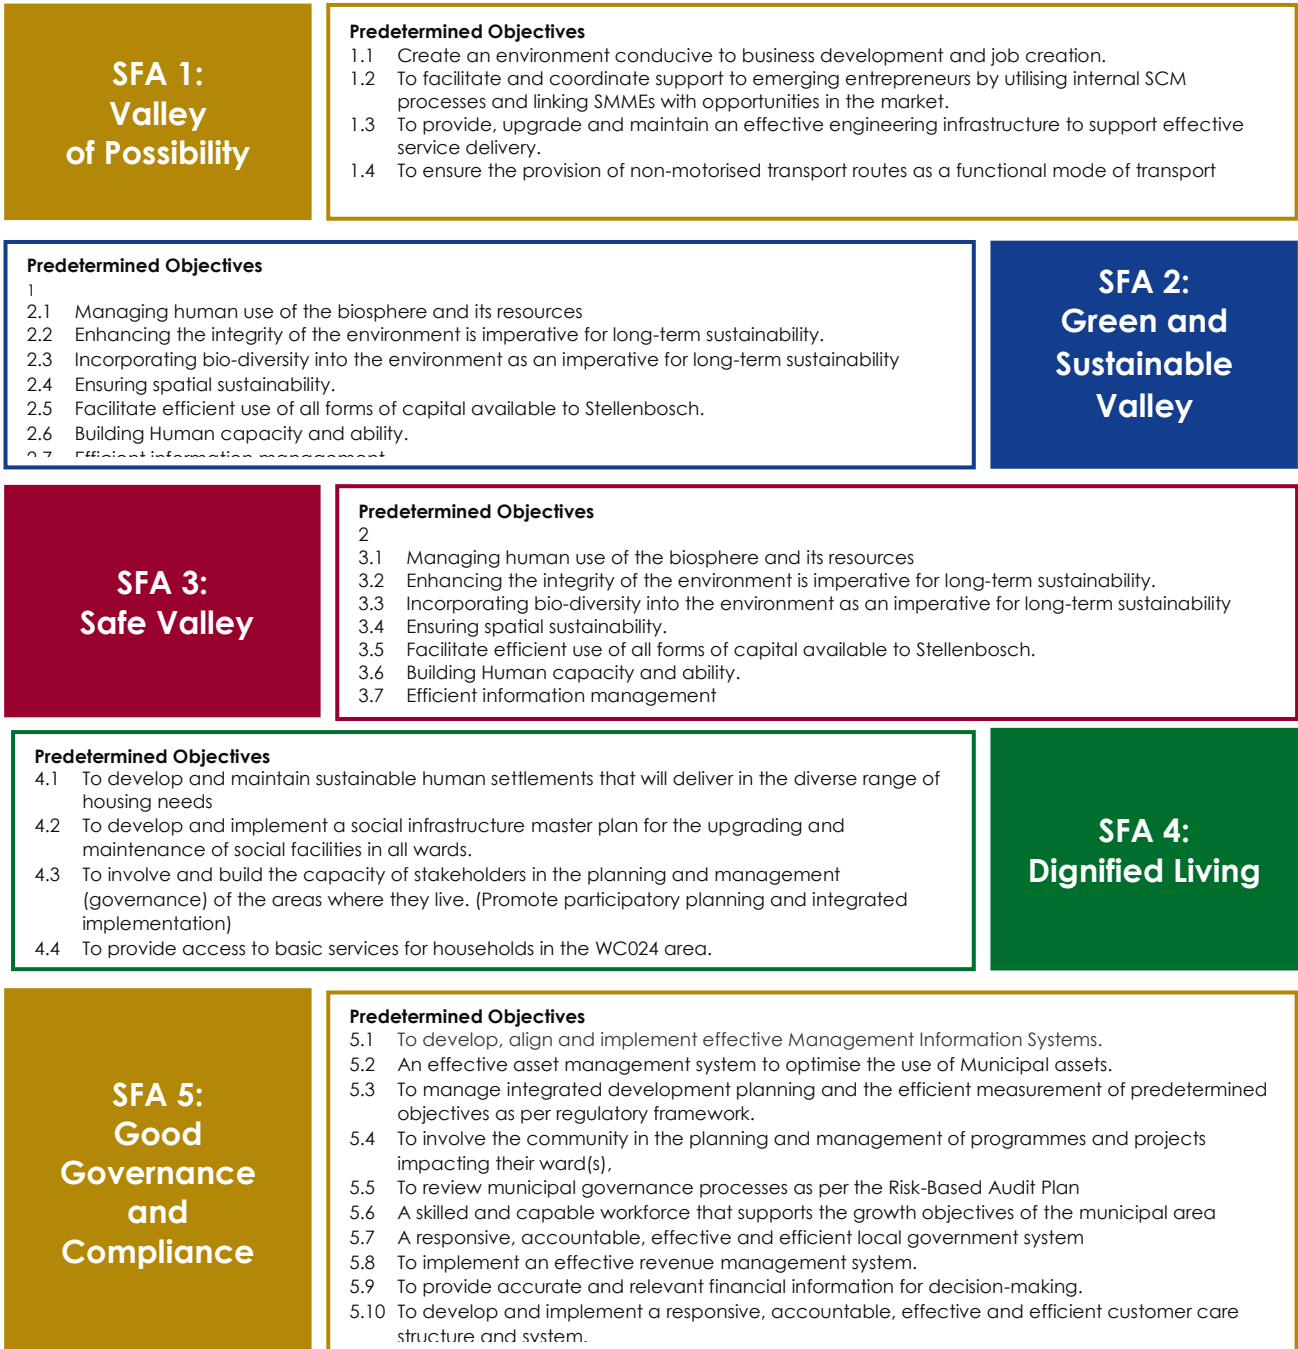 SFA 1:
Valley
of Possibility
Predetermined Objectives
1.1 Create an environment conducive to business development and job creation.
1.2 To facilitate and coordinate support to emerging entrepreneurs by utilising internal SCM
processes and linking SMMEs with opportunities in the market.
1.3 To provide, upgrade and maintain an effective engineering infrastructure to support effective
service delivery.
1.4 To ensure the provision of non-motorised transport routes as a functional mode of transport
Predetermined Objectives
1
2.1 Managing human use of the biosphere and its resources
2.2 Enhancing the integrity of the environment is imperative for long-term sustainability.
2.3 Incorporating bio-diversity into the environment as an imperative for long-term sustainability
2.4 Ensuring spatial sustainability.
2.5 Facilitate efficient use of all forms of capital available to Stellenbosch.
2.6 Building Human capacity and ability.
2.7 Efficient information management
SFA 2:
Green and
Sustainable
Valley
SFA 3:
Safe Valley
Predetermined Objectives
2
3.1 Managing human use of the biosphere and its resources
3.2 Enhancing the integrity of the environment is imperative for long-term sustainability.
3.3 Incorporating bio-diversity into the environment as an imperative for long-term sustainability
3.4 Ensuring spatial sustainability.
3.5 Facilitate efficient use of all forms of capital available to Stellenbosch.
3.6 Building Human capacity and ability.
3.7 Efficient information management
Predetermined Objectives
4.1 To develop and maintain sustainable human settlements that will deliver in the diverse range of
housing needs
4.2 To develop and implement a social infrastructure master plan for the upgrading and
maintenance of social facilities in all wards.
4.3 To involve and build the capacity of stakeholders in the planning and management
(governance) of the areas where they live. (Promote participatory planning and integrated
implementation)
4.4 To provide access to basic services for households in the WC024 area.
SFA 4:
Dignified Living
SFA 5:
Good
Governance
and
Compliance
Predetermined Objectives
5.1 To develop, align and implement effective Management Information Systems.
5.2 An effective asset management system to optimise the use of Municipal assets.
5.3 To manage integrated development planning and the efficient measurement of predetermined
objectives as per regulatory framework.
5.4 To involve the community in the planning and management of programmes and projects
impacting their ward(s),
5.5 To review municipal governance processes as per the Risk-Based Audit Plan
5.6 A skilled and capable workforce that supports the growth objectives of the municipal area
5.7 A responsive, accountable, effective and efficient local government system
5.8 To implement an effective revenue management system.
5.9 To provide accurate and relevant financial information for decision-making.
5.10 To develop and implement a responsive, accountable, effective and efficient customer care
structure and system.